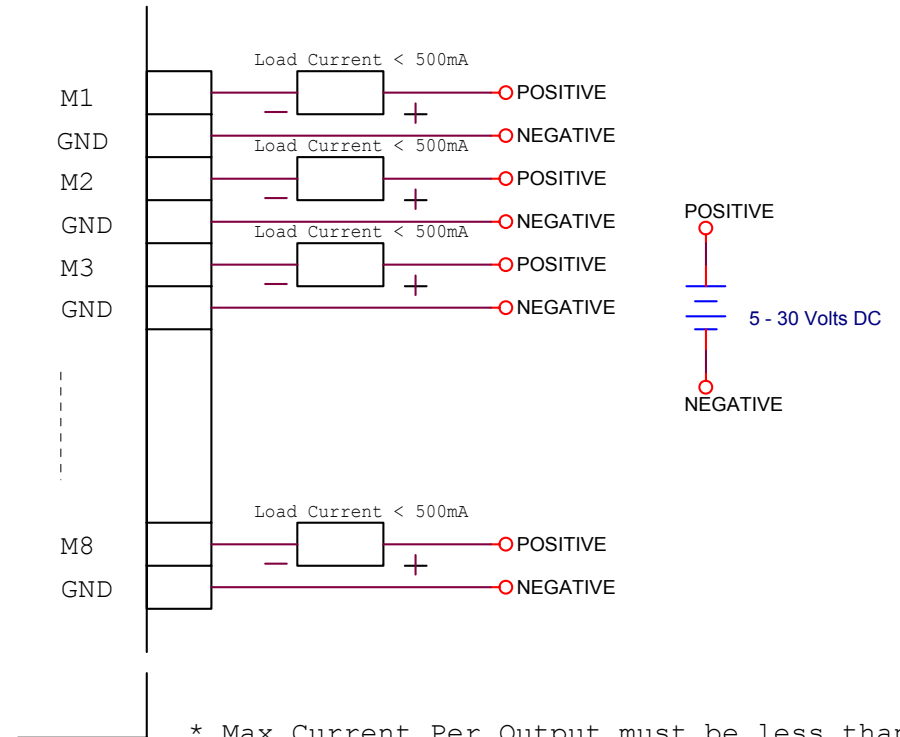 Load Current < 500mA
M1
POSITIVE
GND
NEGATIVE
Load Current < 500mA
M2
POSITIVE
GND
NEGATIVE
Load Current < 500mA
M3
POSITIVE
GND
NEGATIVE
POSITIVE
5 - 30 Volts DC
NEGATIVE
Load Current < 500mA
M8
POSITIVE
GND
NEGATIVE
* Max Current Per Output must be less than